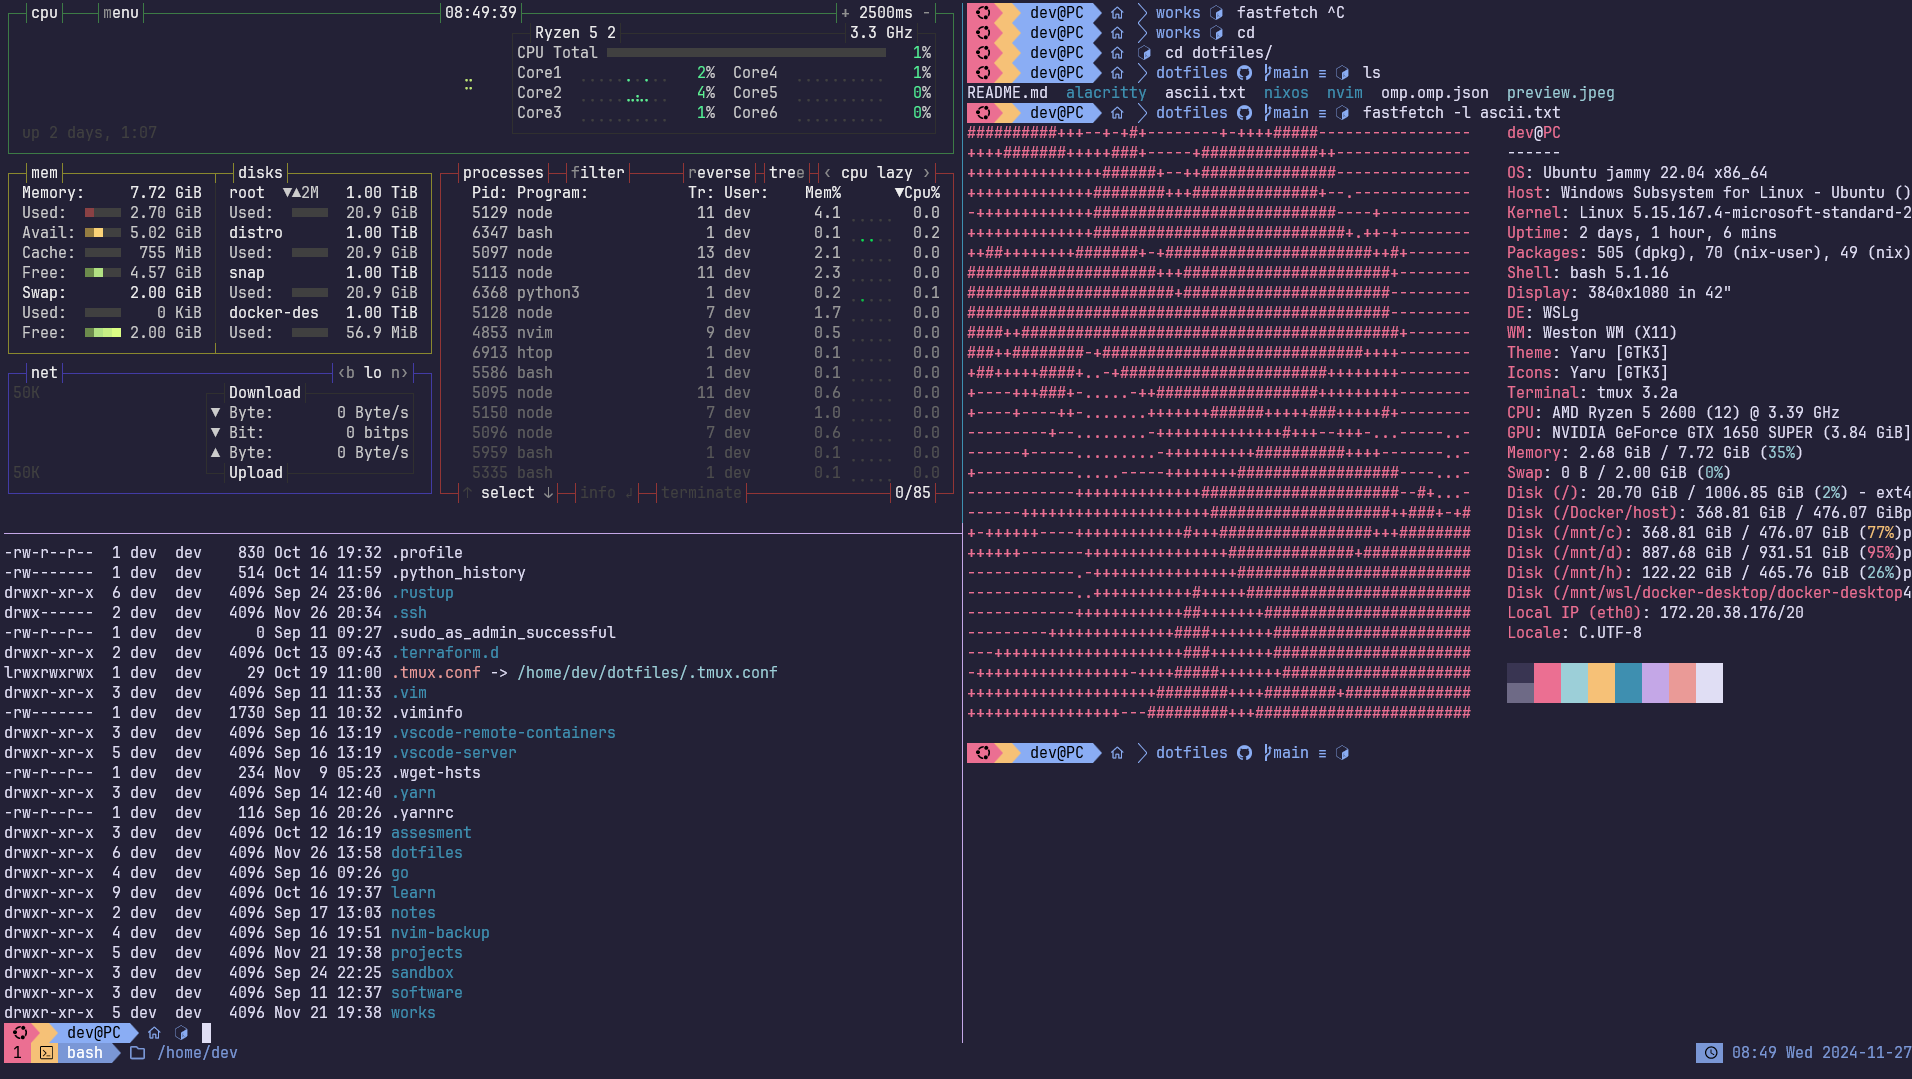 cpu menu 08:49:39 + 2500ms -
Ryzen 5 2 3.3 GHz
CPU Total 1%
Core1 2% Core4 1%
Core2 4% Core5 0%
Core3 1% Core6 0%
up 2 days, 1:07
mem
Memory: 7.72 GiB
Used: 2.70 GiB
Avail: 5.02 GiB
Cache: 755 MiB
Free: 4.57 GiB
Swap: 2.00 GiB
Used: 0 KiB
Free: 2.00 GiB
disks
root ▼▲2M 1.00 TiB
Used: 20.9 GiB
distro 1.00 TiB
Used: 20.9 GiB
snap 1.00 TiB
Used: 20.9 GiB
docker-des 1.00 TiB
Used: 56.9 MiB
net ‹b lo n›
50K
Download
▼ Byte: 0 Byte/s
▼ Bit: 0 bitps
▲ Byte: 0 Byte/s
Upload
50K
processes filter reverse tree ‹ cpu lazy ›
Pid: Program: Tr: User: Mem% ▼Cpu%
5129 node 11 dev 4.1 0.0
6347 bash 1 dev 0.1 0.2
5097 node 13 dev 2.1 0.0
5113 node 11 dev 2.3 0.0
6368 python3 1 dev 0.2 0.1
5128 node 7 dev 1.7 0.0
4853 nvim 9 dev 0.5 0.0
6913 htop 1 dev 0.1 0.0
5586 bash 1 dev 0.1 0.0
5095 node 11 dev 0.6 0.0
5150 node 7 dev 1.0 0.0
5096 node 7 dev 0.6 0.0
5959 bash 1 dev 0.1 0.0
5335 bash 1 dev 0.1 0.0
↑ select ↓ info ↲ terminate 0/85
-rw-r--r-- 1 dev dev 830 Oct 16 19:32 .profile
-rw------- 1 dev dev 514 Oct 14 11:59 .python_history
drwxr-xr-x 6 dev dev 4096 Sep 24 23:06 .rustup
drwx------ 2 dev dev 4096 Nov 26 20:34 .ssh
-rw-r--r-- 1 dev dev 0 Sep 11 09:27 .sudo_as_admin_successful
drwxr-xr-x 2 dev dev 4096 Oct 13 09:43 .terraform.d
lrwxrwxrwx 1 dev dev 29 Oct 19 11:00 .tmux.conf -> /home/dev/dotfiles/.tmux.conf
drwxr-xr-x 3 dev dev 4096 Sep 11 11:33 .vim
-rw------- 1 dev dev 1730 Sep 11 10:32 .viminfo
drwxr-xr-x 3 dev dev 4096 Sep 16 13:19 .vscode-remote-containers
drwxr-xr-x 5 dev dev 4096 Sep 16 13:19 .vscode-server
-rw-r--r-- 1 dev dev 234 Nov 9 05:23 .wget-hsts
drwxr-xr-x 3 dev dev 4096 Sep 14 12:40 .yarn
-rw-r--r-- 1 dev dev 116 Sep 16 20:26 .yarnrc
drwxr-xr-x 3 dev dev 4096 Oct 12 16:19 assesment
drwxr-xr-x 6 dev dev 4096 Nov 26 13:58 dotfiles
drwxr-xr-x 4 dev dev 4096 Sep 16 09:26 go
drwxr-xr-x 9 dev dev 4096 Oct 16 19:37 learn
drwxr-xr-x 2 dev dev 4096 Sep 17 13:03 notes
drwxr-xr-x 4 dev dev 4096 Sep 16 19:51 nvim-backup
drwxr-xr-x 5 dev dev 4096 Nov 21 19:38 projects
drwxr-xr-x 3 dev dev 4096 Sep 24 22:25 sandbox
drwxr-xr-x 3 dev dev 4096 Sep 11 12:37 software
drwxr-xr-x 5 dev dev 4096 Nov 21 19:38 works
dev@PC
dev@PC works fastfetch ^C
dev@PC works cd
dev@PC cd dotfiles/
dev@PC dotfiles main ≡ ls
README.md alacritty ascii.txt nixos nvim omp.omp.json preview.jpeg
dev@PC dotfiles main ≡ fastfetch -l ascii.txt
dev@PC
------
OS: Ubuntu jammy 22.04 x86_64
Host: Windows Subsystem for Linux - Ubuntu ()
Kernel: Linux 5.15.167.4-microsoft-standard-2
Uptime: 2 days, 1 hour, 6 mins
Packages: 505 (dpkg), 70 (nix-user), 49 (nix)
Shell: bash 5.1.16
Display: 3840x1080 in 42"
DE: WSLg
WM: Weston WM (X11)
Theme: Yaru [GTK3]
Icons: Yaru [GTK3]
Terminal: tmux 3.2a
CPU: AMD Ryzen 5 2600 (12) @ 3.39 GHz
GPU: NVIDIA GeForce GTX 1650 SUPER (3.84 GiB]
Memory: 2.68 GiB / 7.72 GiB (35%)
Swap: 0 B / 2.00 GiB (0%)
Disk (/): 20.70 GiB / 1006.85 GiB (2%) - ext4
Disk (/Docker/host): 368.81 GiB / 476.07 GiBp
Disk (/mnt/c): 368.81 GiB / 476.07 GiB (77%)p
Disk (/mnt/d): 887.68 GiB / 931.51 GiB (95%)p
Disk (/mnt/h): 122.22 GiB / 465.76 GiB (26%)p
Disk (/mnt/wsl/docker-desktop/docker-desktop4
Local IP (eth0): 172.20.38.176/20
Locale: C.UTF-8
dev@PC dotfiles main ≡
1 bash /home/dev 08:49 Wed 2024-11-27